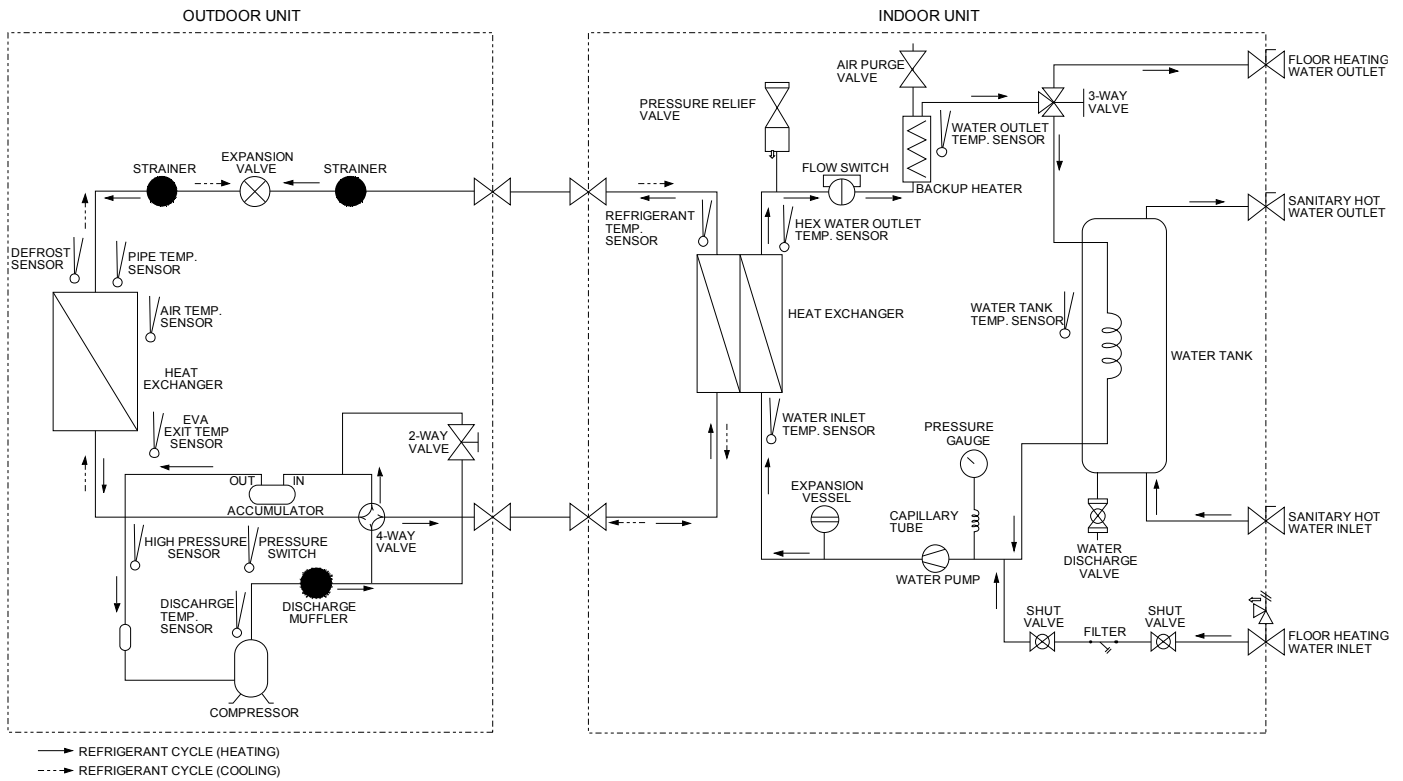 OUTDOOR UNIT
INDOOR UNIT
STRAINER
EXPANSION
VALVE
STRAINER
DEFROST
SENSOR
PIPE TEMP.
SENSOR
AIR TEMP.
SENSOR
HEAT
EXCHANGER
EVA
EXIT TEMP
SENSOR
2-WAY
VALVE
OUT
IN
ACCUMULATOR
4-WAY
VALVE
HIGH PRESSURE
SENSOR
PRESSURE
SWITCH
DISCAHRGE
TEMP.
SENSOR
DISCHARGE
MUFFLER
COMPRESSOR
PRESSURE RELIEF
VALVE
AIR PURGE
VALVE
FLOW SWITCH
WATER OUTLET
TEMP. SENSOR
BACKUP HEATER
3-WAY
VALVE
FLOOR HEATING
WATER OUTLET
REFRIGERANT
TEMP.
SENSOR
HEX WATER OUTLET
TEMP. SENSOR
SANITARY HOT
WATER OUTLET
HEAT EXCHANGER
WATER TANK
TEMP. SENSOR
WATER TANK
WATER INLET
TEMP. SENSOR
PRESSURE
GAUGE
EXPANSION
VESSEL
CAPILLARY
TUBE
WATER PUMP
WATER
DISCHARGE
VALVE
SANITARY HOT
WATER INLET
SHUT
VALVE
FILTER
SHUT
VALVE
FLOOR HEATING
WATER INLET
REFRIGERANT CYCLE (HEATING)
REFRIGERANT CYCLE (COOLING)